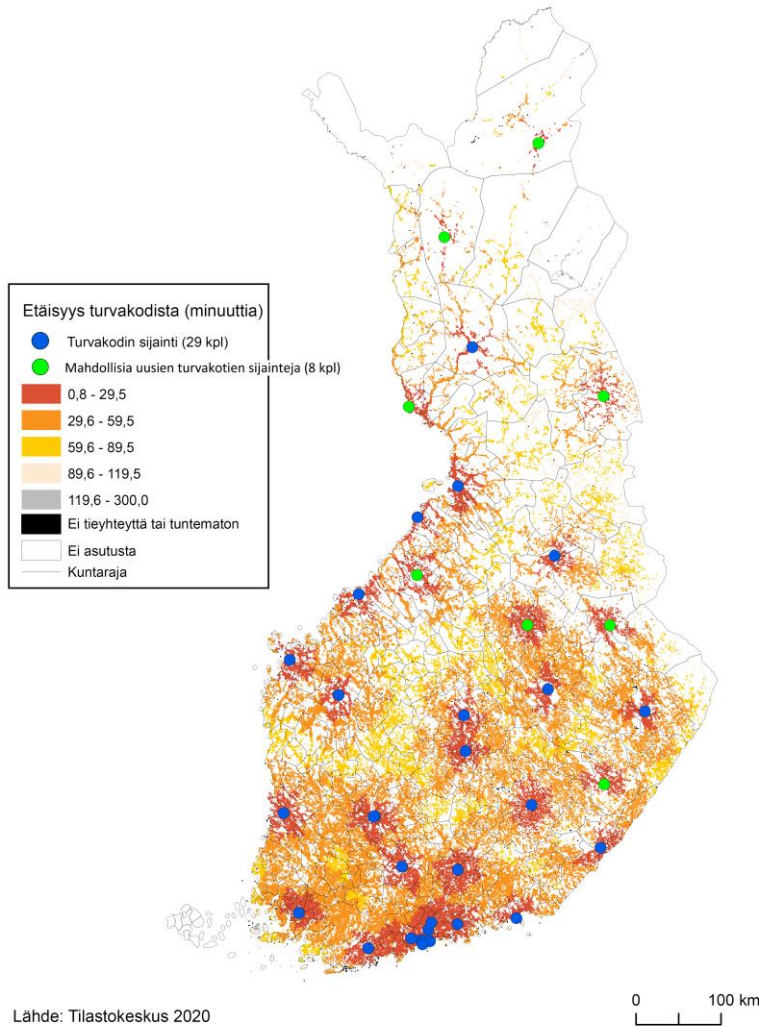 Etäisyys turvakodista (minuuttia)
Turvakodin sijainti (29 kpl)
Mahdollisia uusien turvakotien sijainteja (8 kpl)
0,8 - 29,5
29,6 - 59,5
59,6 - 89,5
89,6 - 119,5
119,6 - 300,0
Ei tieyhteyttä tai tuntematon
Ei asutusta
Kuntaraja
Lähde: Tilastokeskus 2020
0 100 km